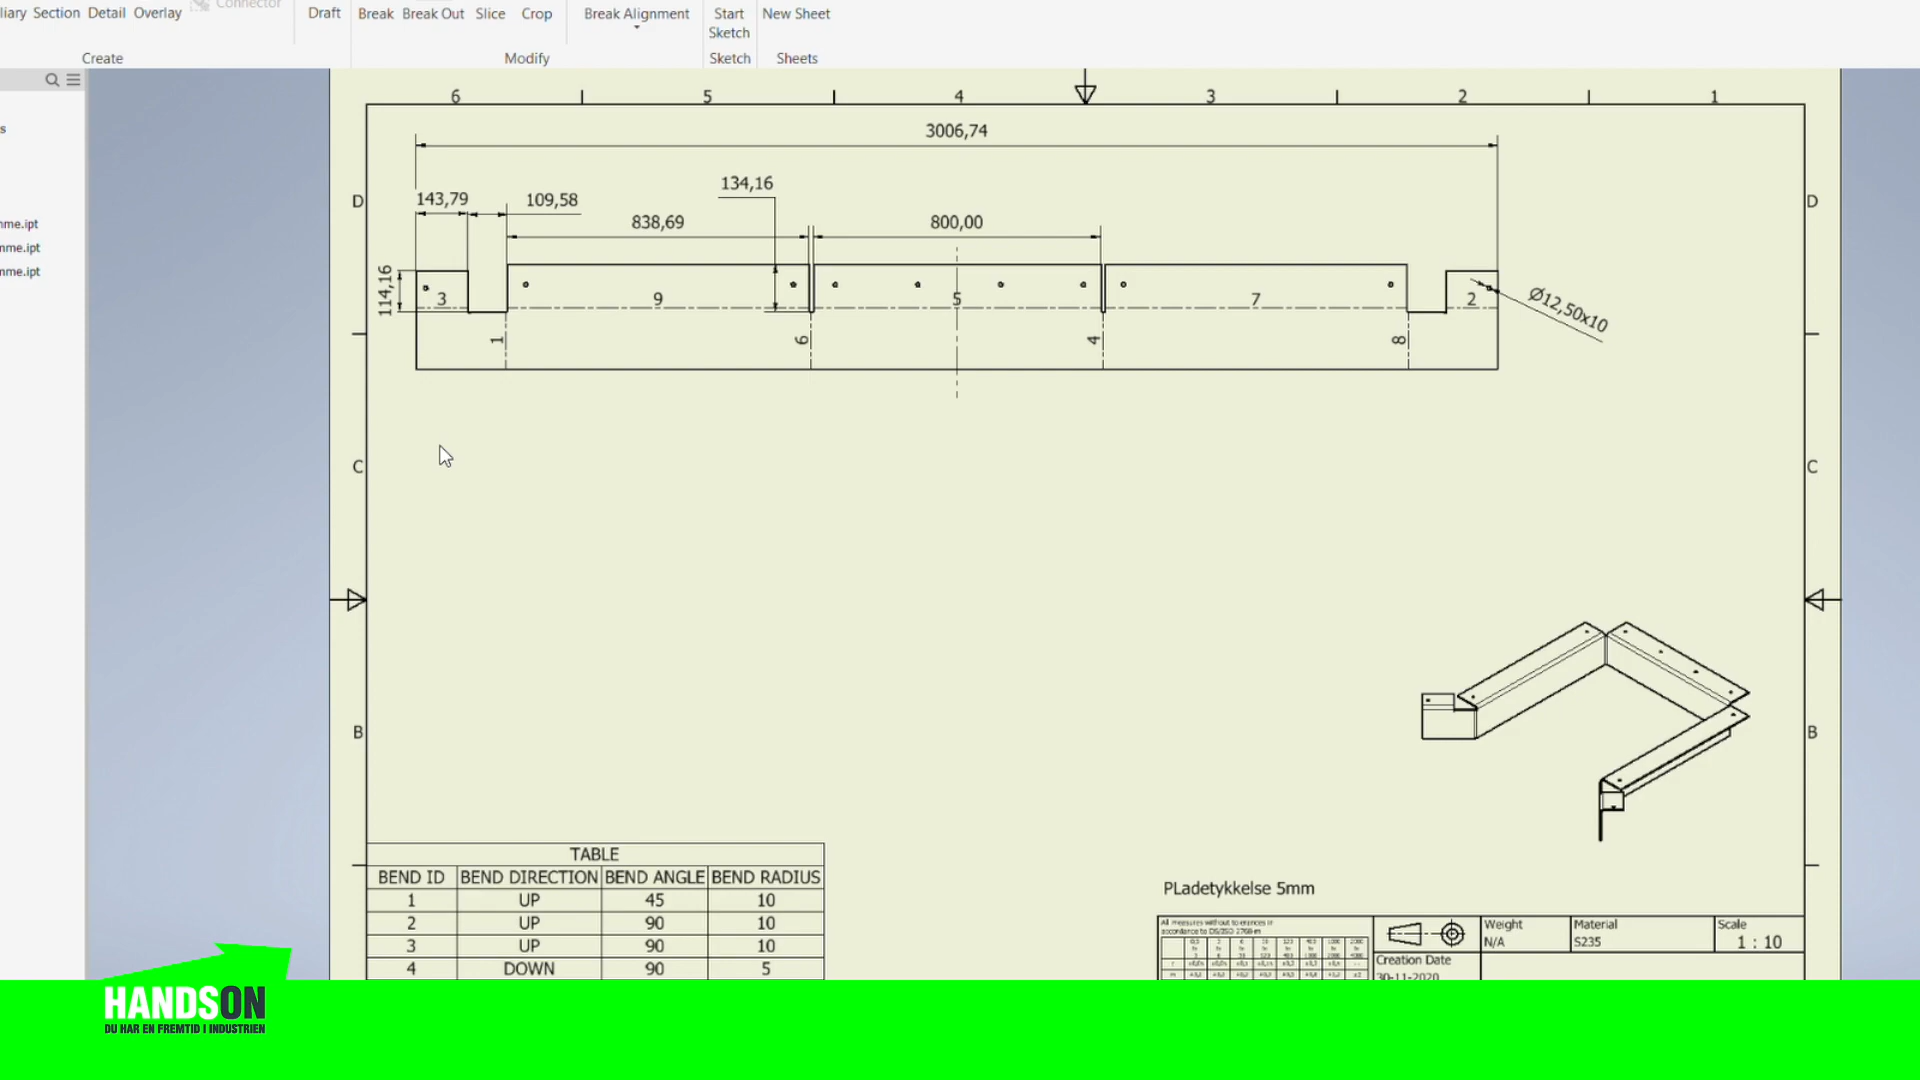 liary Section Detail Overlay
Connector
Draft
Break Break Out Slice Crop
Break Alignment
Start
Sketch
New Sheet
Create
Modify
Sketch
Sheets
s
nme.ipt
nme.ipt
nme.ipt
6 5 4 3 2 1
3006,74
143,79
109,58
134,16
838,69
800,00
D
D
114,16
3
9
5
7
2
Ø12,50x10
1
6
4
8
C
C
B
B
TABLE
BEND ID BEND DIRECTION BEND ANGLE BEND RADIUS
1 UP 45 10
2 UP 90 10
3 UP 90 10
4 DOWN 90 5
PLadetykkelse 5mm
Weight
N/A
Material
S235
Scale
1 : 10
Creation Date
30-11-2020
HANDSON
DU HAR EN FREMTID I INDUSTRIEN